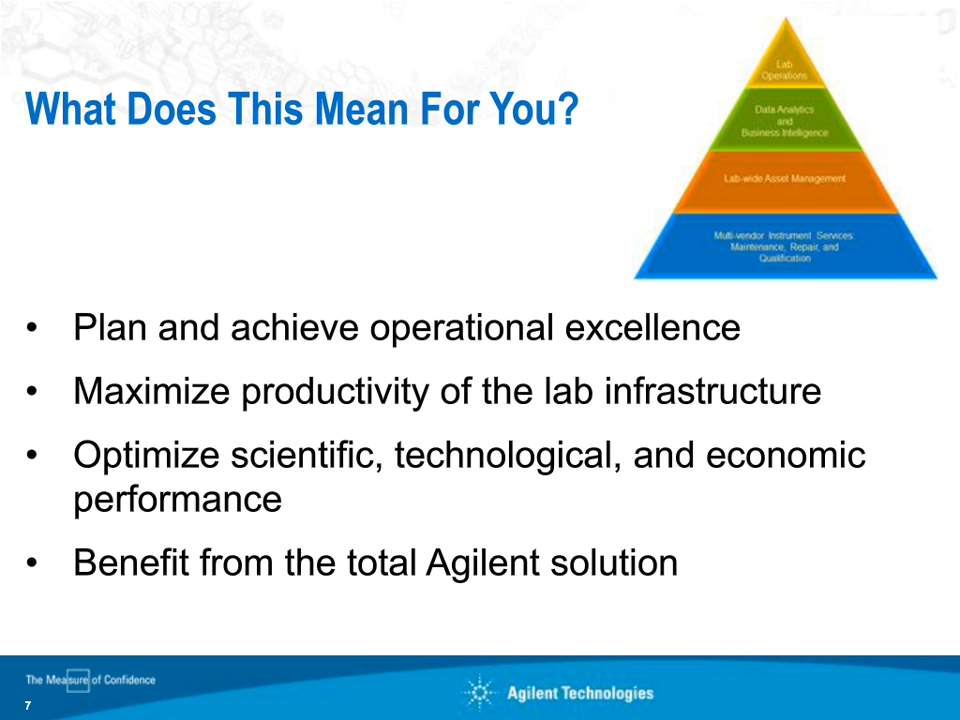 What Does This Mean For You?
Lab
Operations
Data Analytics
and
Business Intelligence
Lab-wide Asset Management
Multi-vendor Instrument Services:
Maintenance, Repair, and
Qualification
• Plan and achieve operational excellence
• Maximize productivity of the lab infrastructure
• Optimize scientific, technological, and economic
performance
• Benefit from the total Agilent solution
The Measure of Confidence
Agilent Technologies
7